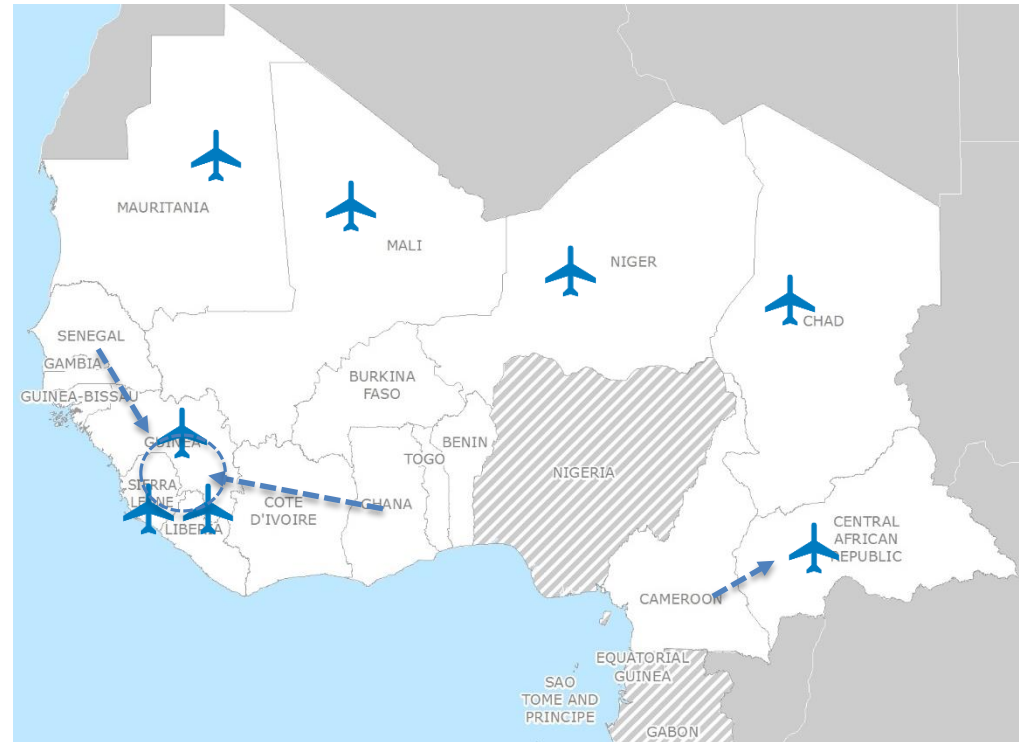 MAURITANIA
MALI
NIGER
CHAD
SENEGAL
GAMBIA
GUINEA-BISSAU
BURKINA
FASO
GUINEA
BENIN
TOGO
NIGERIA
SIERRA
LEONE
COTE
D'IVOIRE
GHANA
LIBERIA
CENTRAL
AFRICAN
REPUBLIC
CAMEROON
EQUATORIAL
GUINEA
SAO
TOME AND
PRINCIPE
GABON